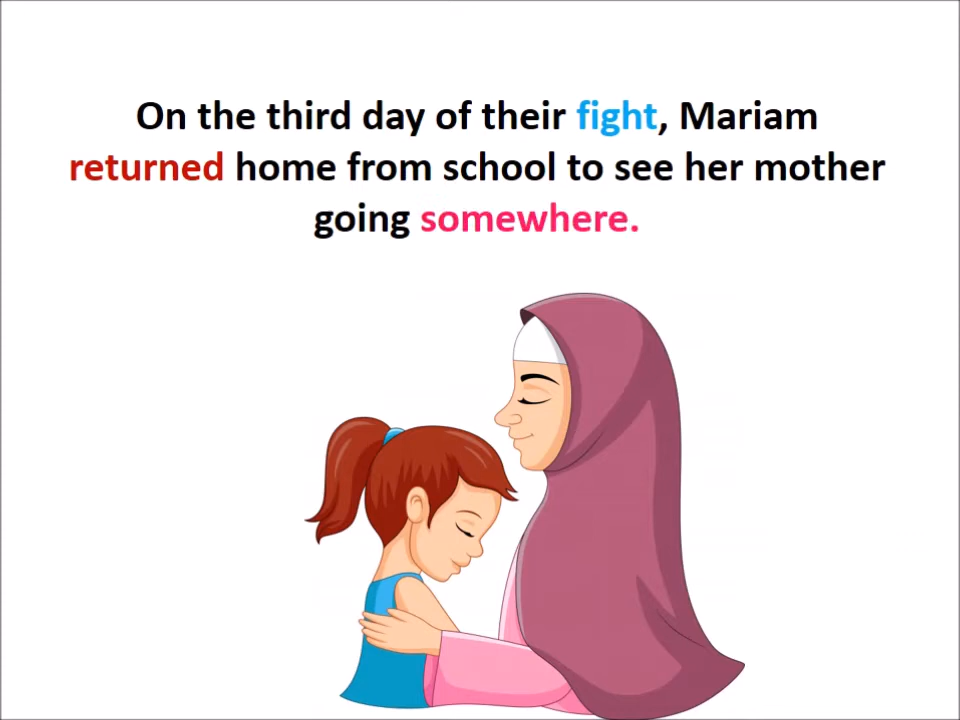 On the third day of their fight, Mariam
returned home from school to see her mother
going somewhere.